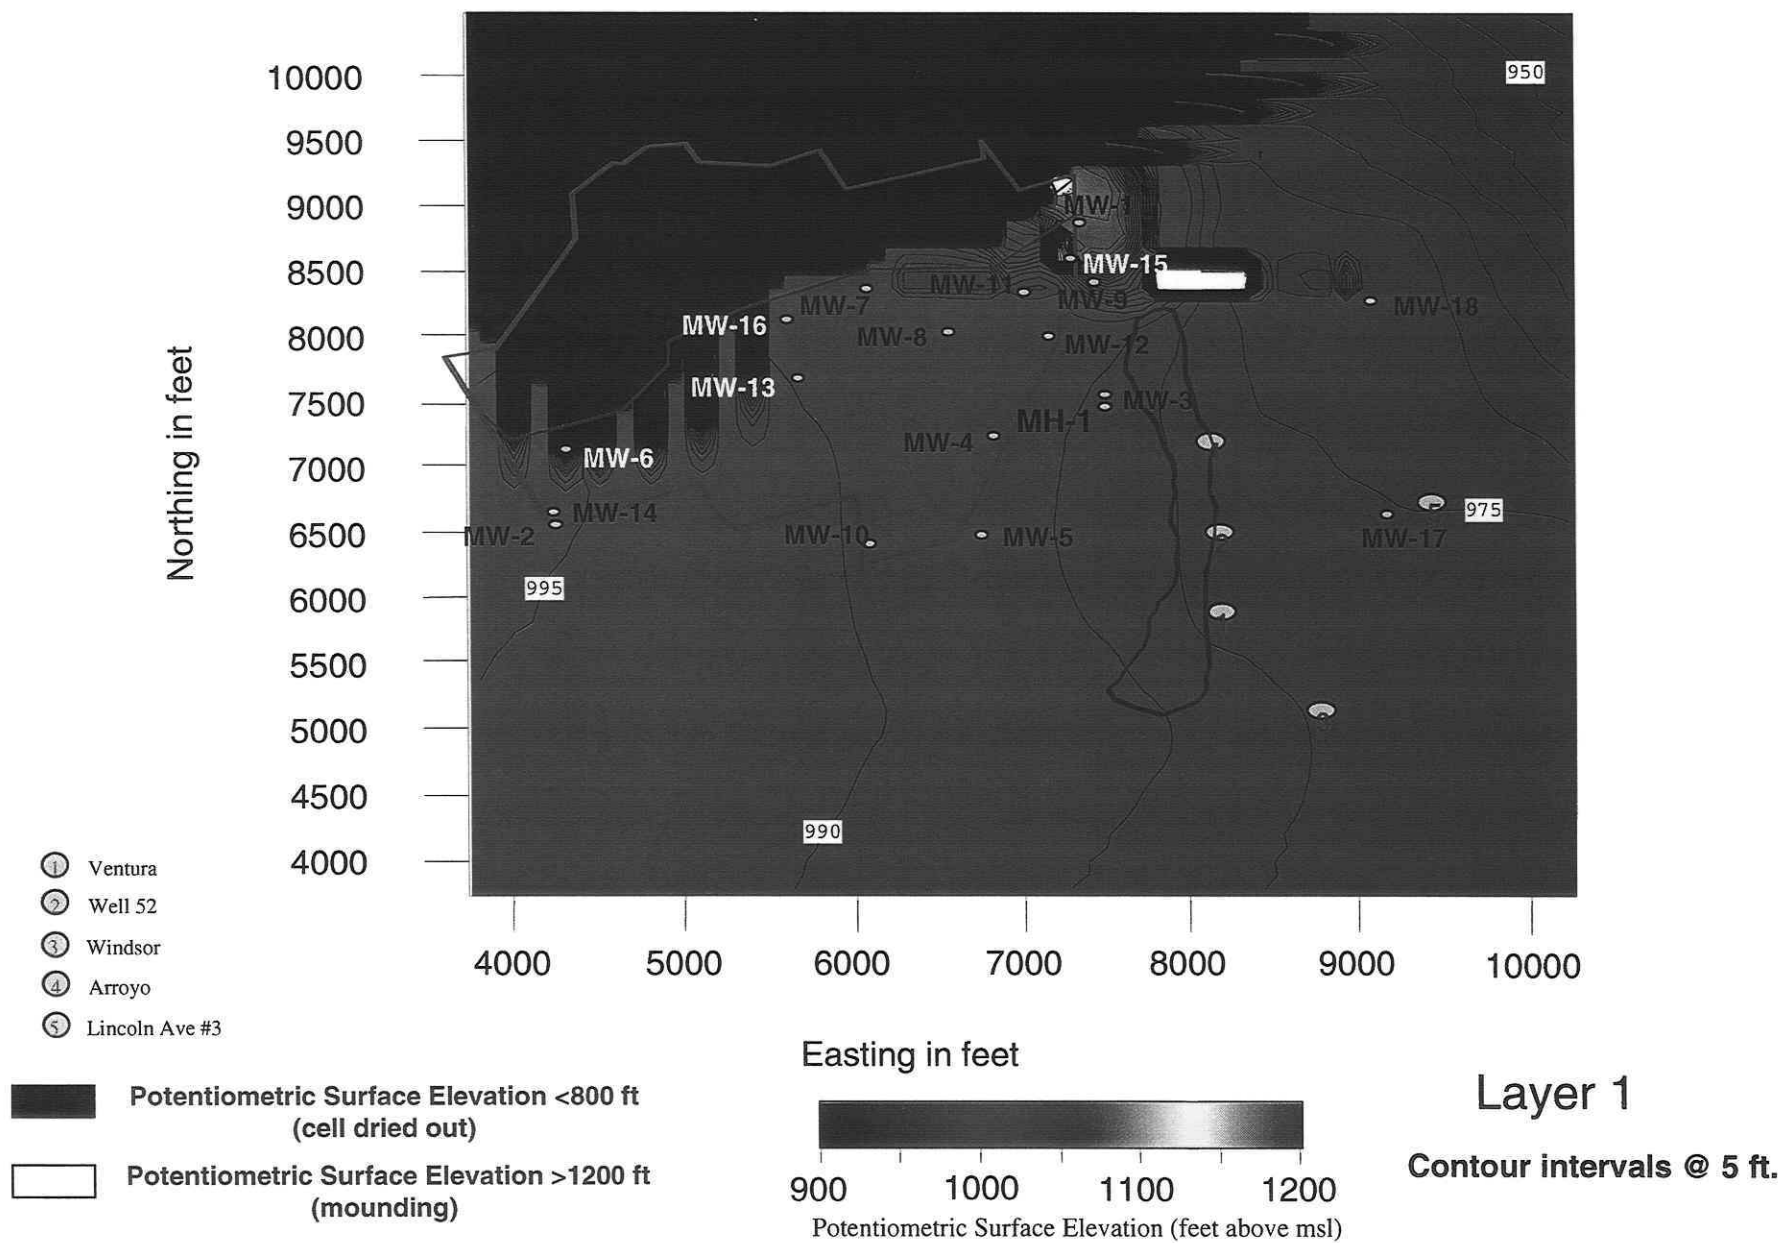 10000
9500
9000
8500
8000
7500
7000
6500
6000
5500
5000
4500
4000
Northing in feet
950
MW-1
MW-15
MW-11
MW-9
MW-18
MW-7
MW-16
MW-8
MW-12
MW-13
MW-3
MH-1
MW-4
MW-6
MW-14
MW-2
MW-10
MW-5
975
MW-17
995
990
4000 5000 6000 7000 8000 9000 10000
Easting in feet
1 Ventura
2 Well 52
3 Windsor
4 Arroyo
5 Lincoln Ave #3
Potentiometric Surface Elevation <800 ft
(cell dried out)
Potentiometric Surface Elevation >1200 ft
(mounding)
900 1000 1100 1200
Potentiometric Surface Elevation (feet above msl)
Layer 1
Contour intervals @ 5 ft.